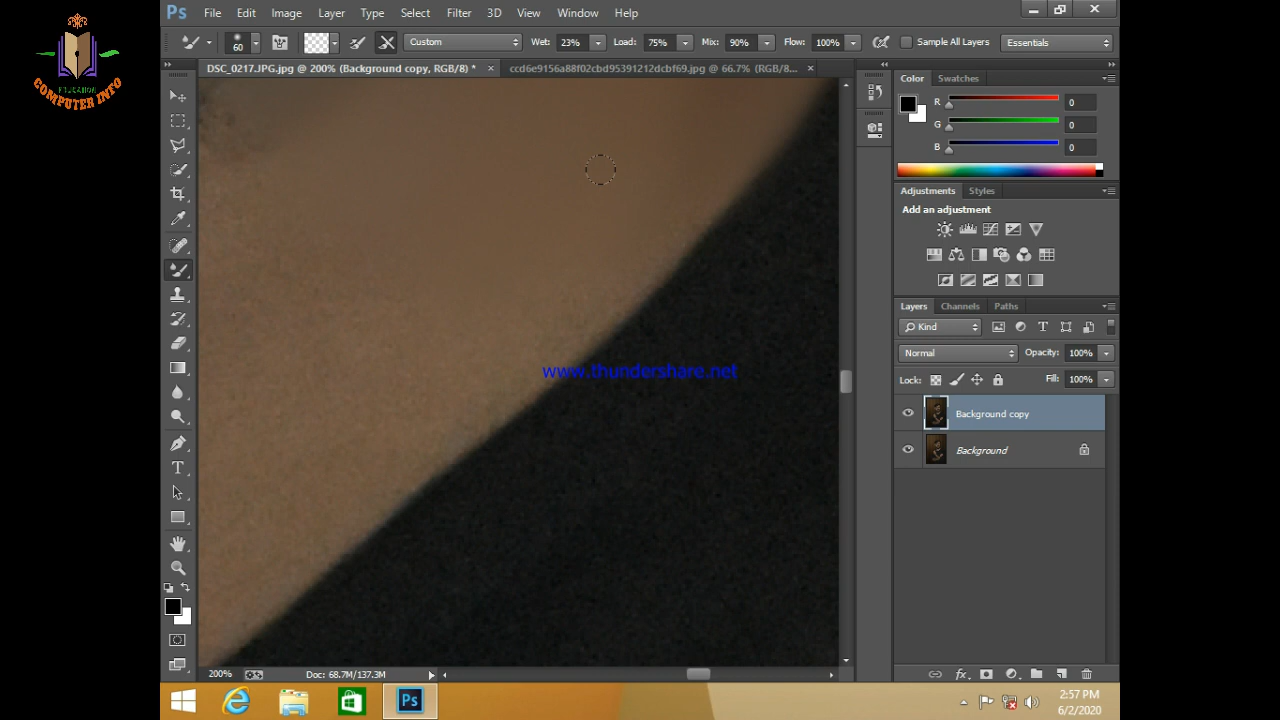 EDUCATION
COMPUTER INFO
Ps File Edit Image Layer Type Select Filter 3D View Window Help
60 Custom Wet: 23% Load: 75% Mix: 90% Flow: 100% Sample All Layers Essentials
DSC_0217.JPG.jpg @ 200% (Background copy, RGB/8) * × ccd6e9156a88f02cbd95391212dcbf69.jpg @ 66.7% (RGB/8... ×
Color Swatches
R 0
G 0
B 0
Adjustments Styles
Add an adjustment
Layers Channels Paths
Kind
Normal Opacity: 100%
Lock: Fill: 100%
Background copy
Background
www.thundershare.net
200% Doc: 68.7M/137.3M
Ps
2:57 PM
6/2/2020